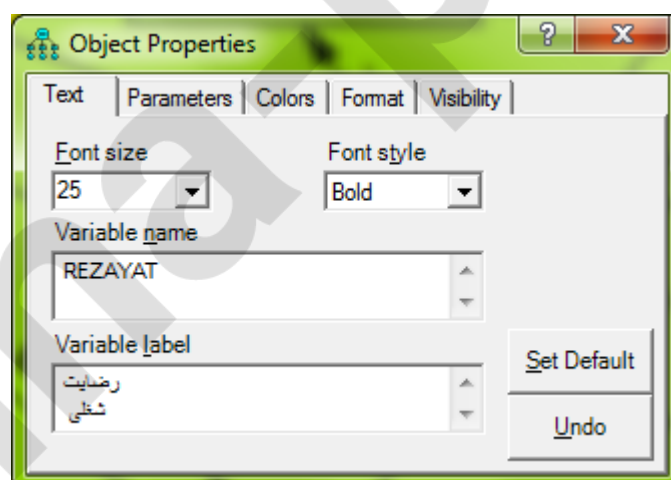 Object Properties
Text Parameters Colors Format Visibility
Font size Font style
25 Bold
Variable name
REZAYAT
Variable label
رضایت
شغلی
Set Default
Undo